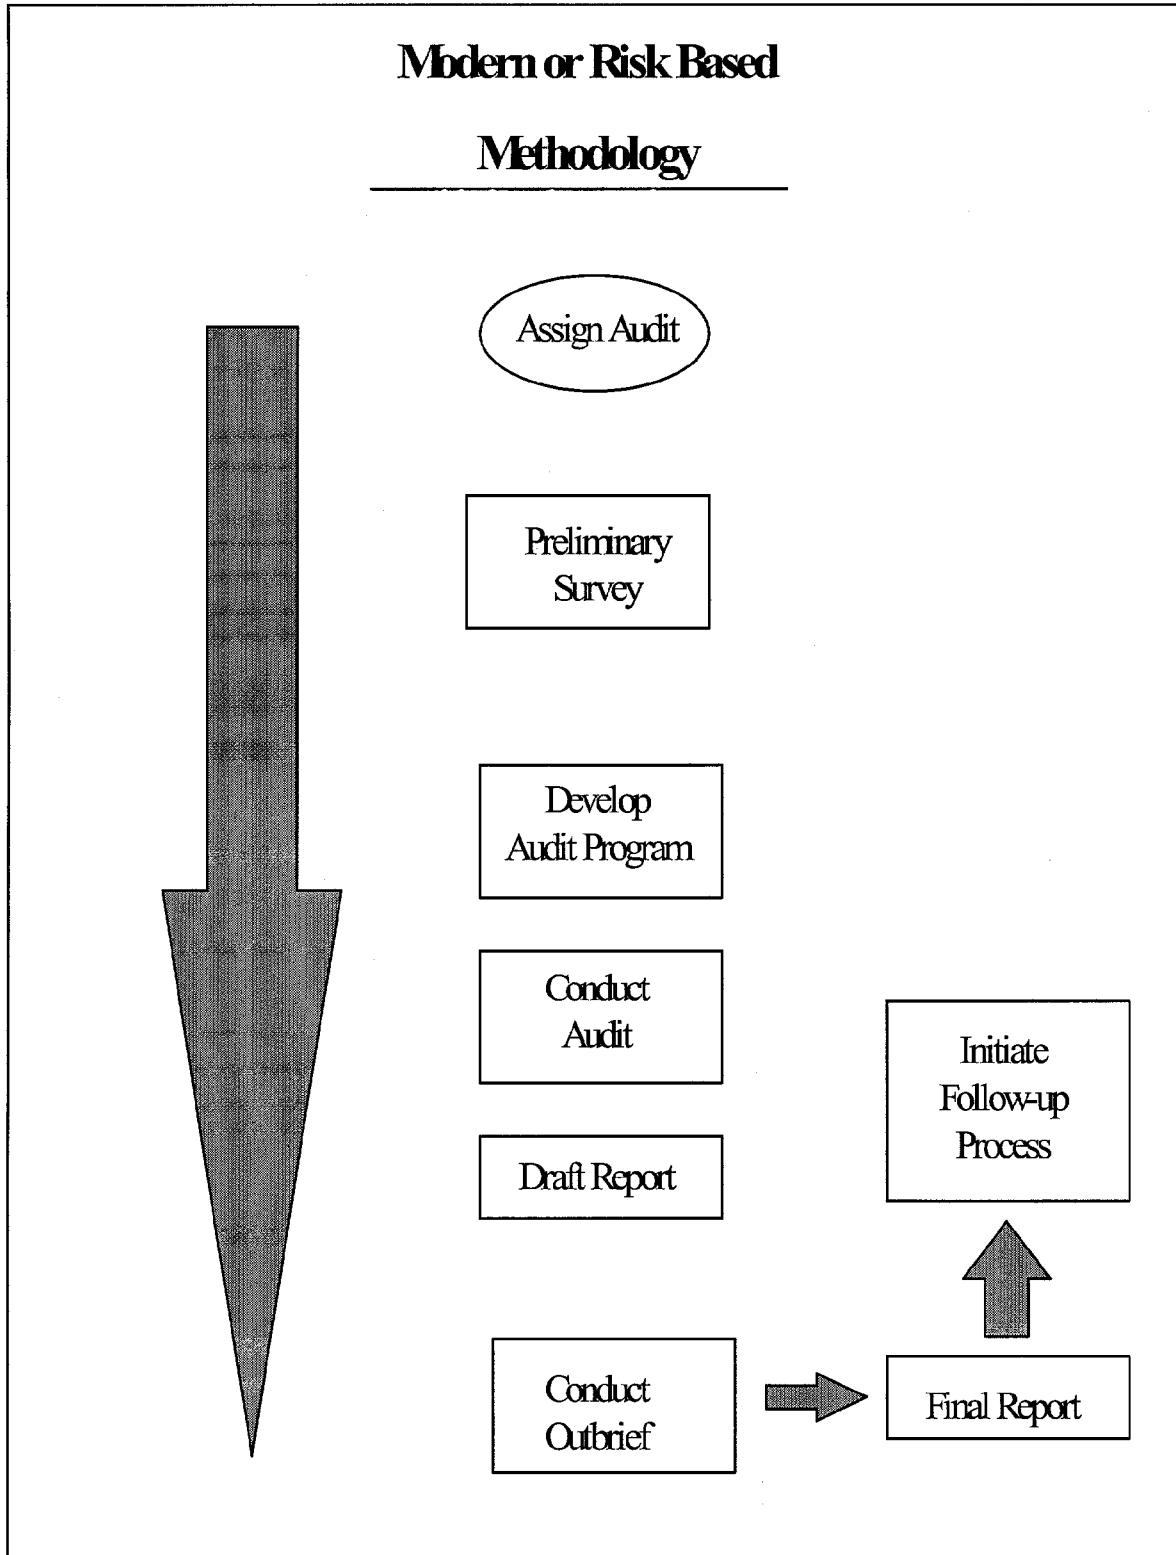 Modern or Risk Based
Methodology
Assign Audit
Preliminary
Survey
Develop
Audit Program
Conduct
Audit
Draft Report
Conduct
Outbrief
Final Report
Initiate
Follow-up
Process